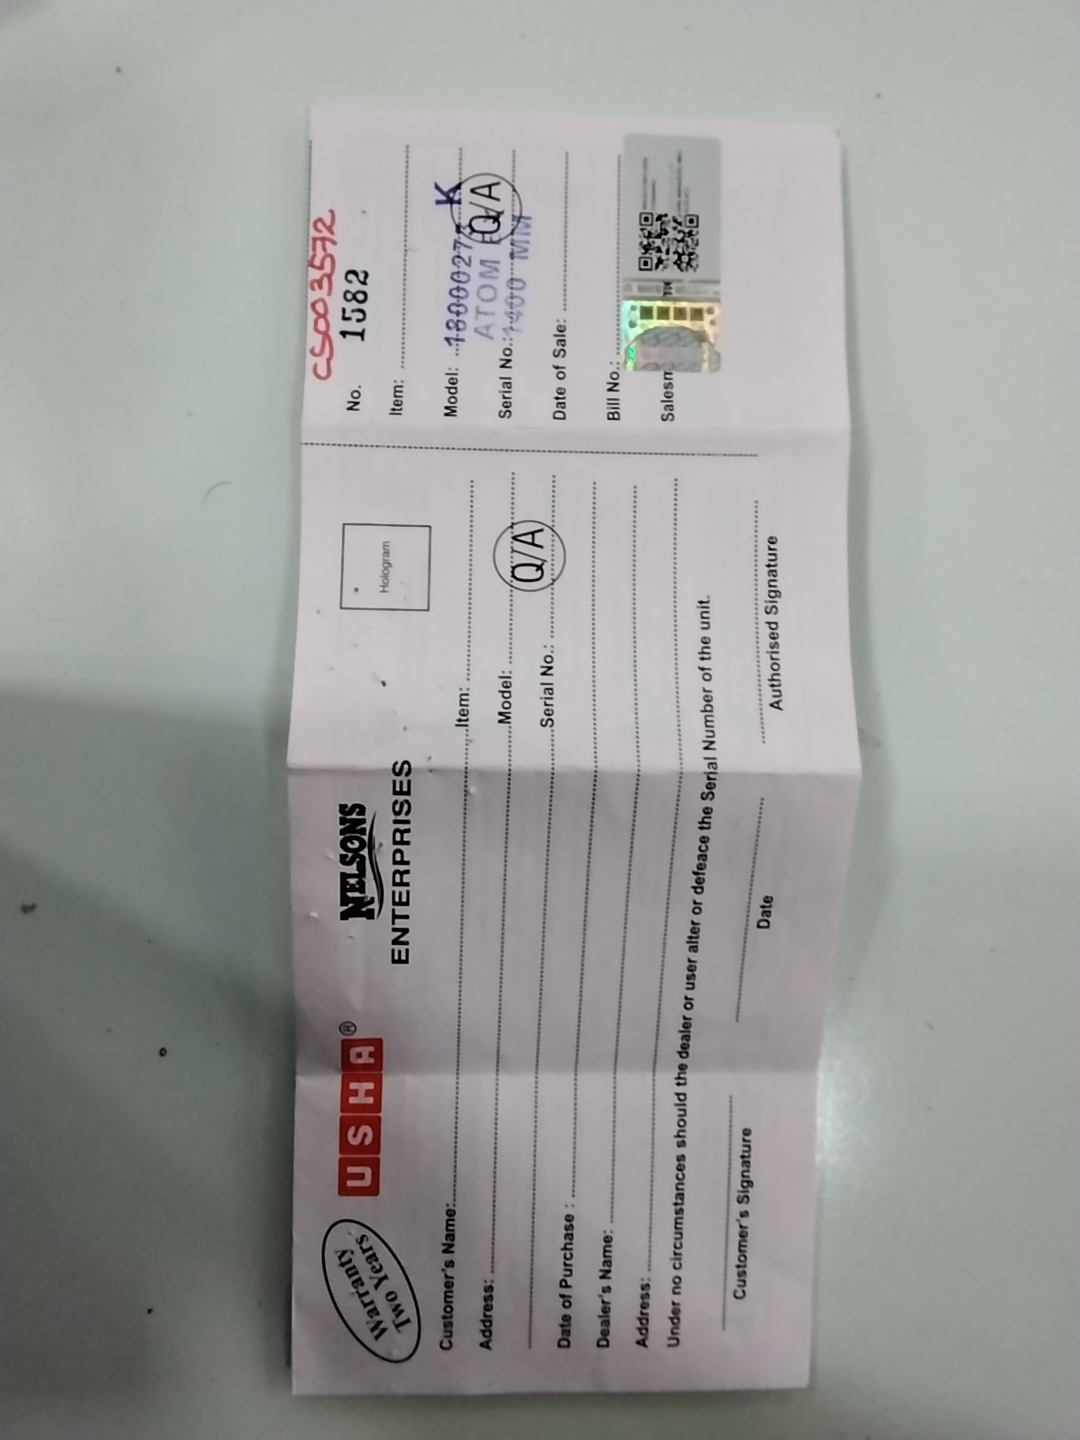 Warranty
Two Years
USHA®
NELSONS
ENTERPRISES
Hologram
Customer's Name: Item:
Address: Model:
Serial No.:
Q/A
Date of Purchase :
Dealer's Name:
Address:
Under no circumstances should the dealer or user alter or defeace the Serial Number of the unit.
Customer's Signature
Date
Authorised Signature
CS003572
No. 1582
Item:
Model: K
ATOM
Q/A
Serial No.: 1400 MM
Date of Sale:
Bill No.: